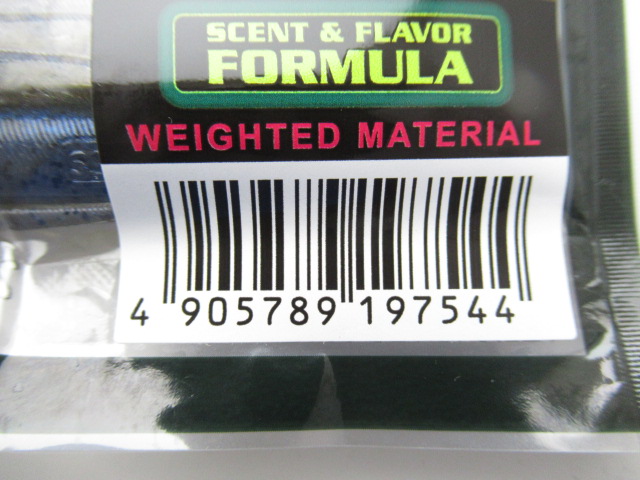 SCENT & FLAVOR
FORMULA
WEIGHTED MATERIAL
4 905789 197544